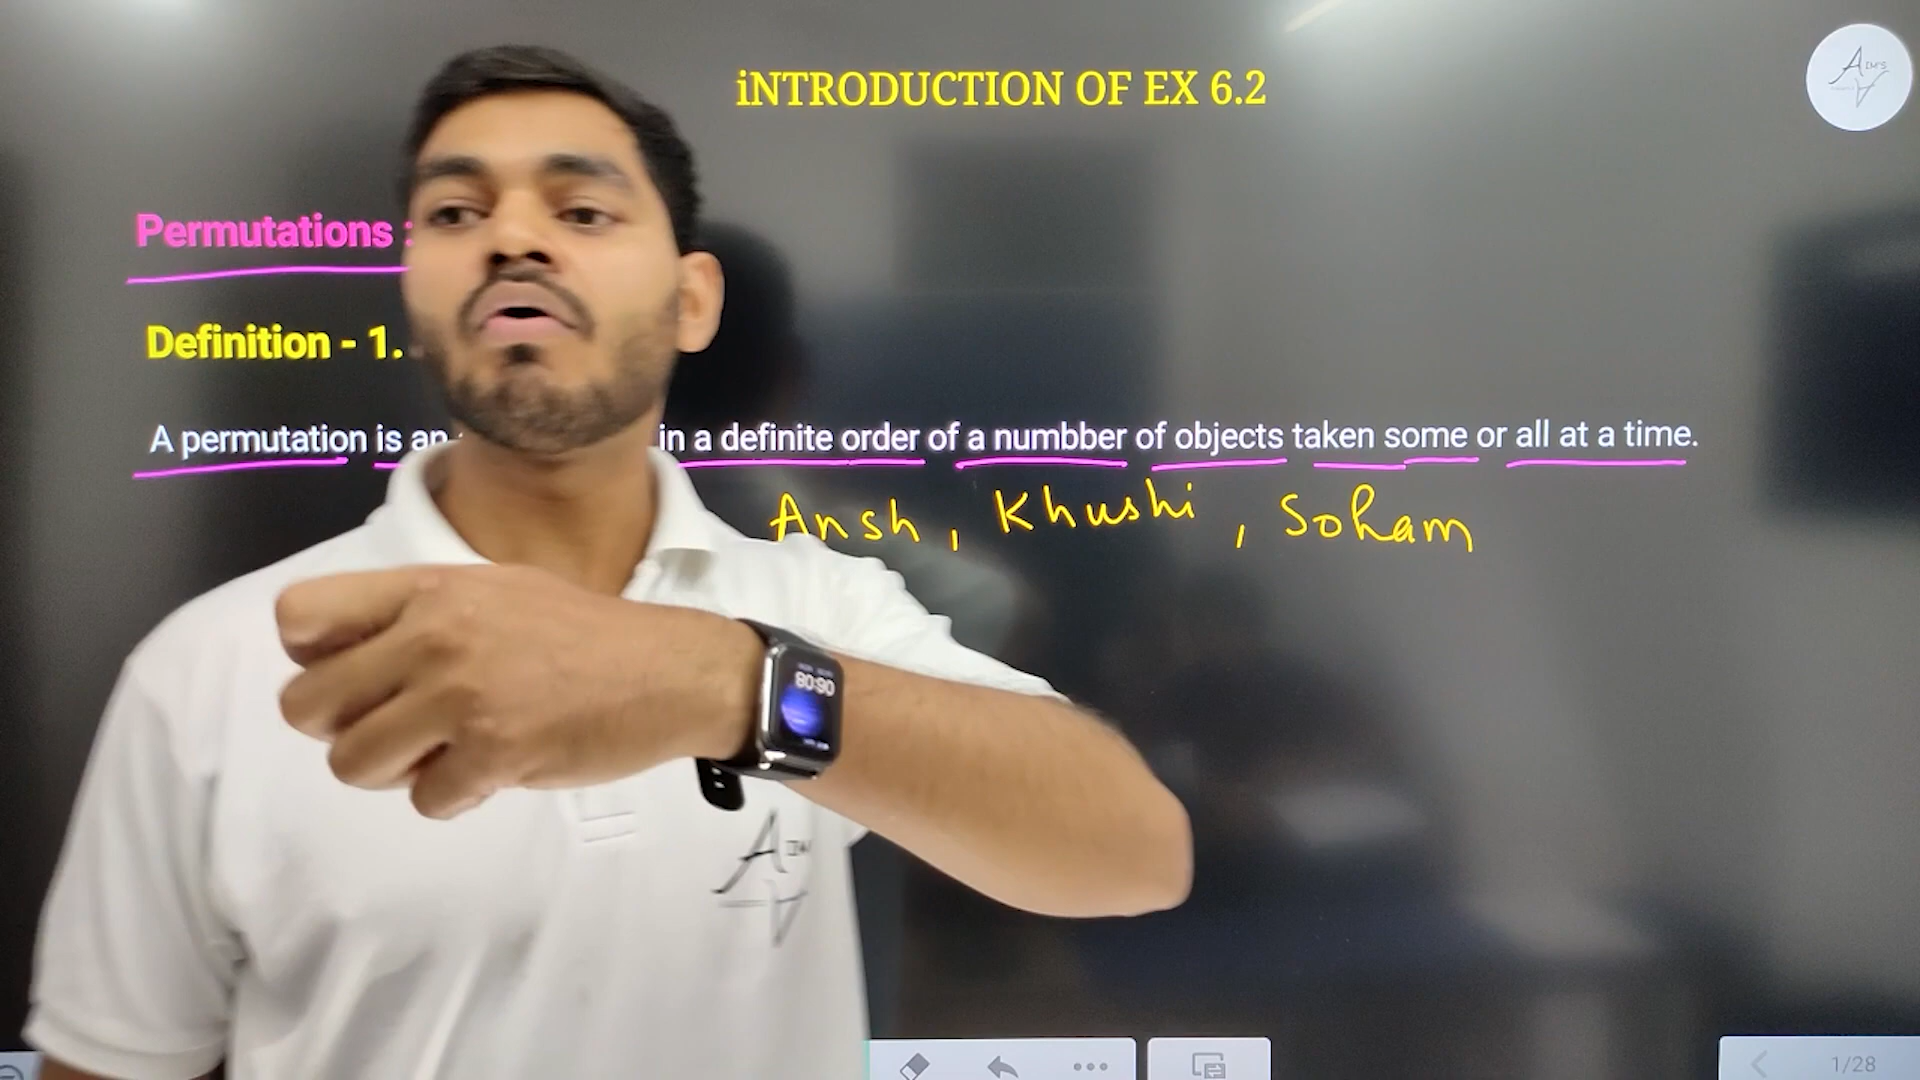 iNTRODUCTION OF EX 6.2
AIM'S
Permutations :
Definition - 1.
A permutation is an in a definite order of a numbber of objects taken some or all at a time.
Ansh, Khushi, Soham
1/28